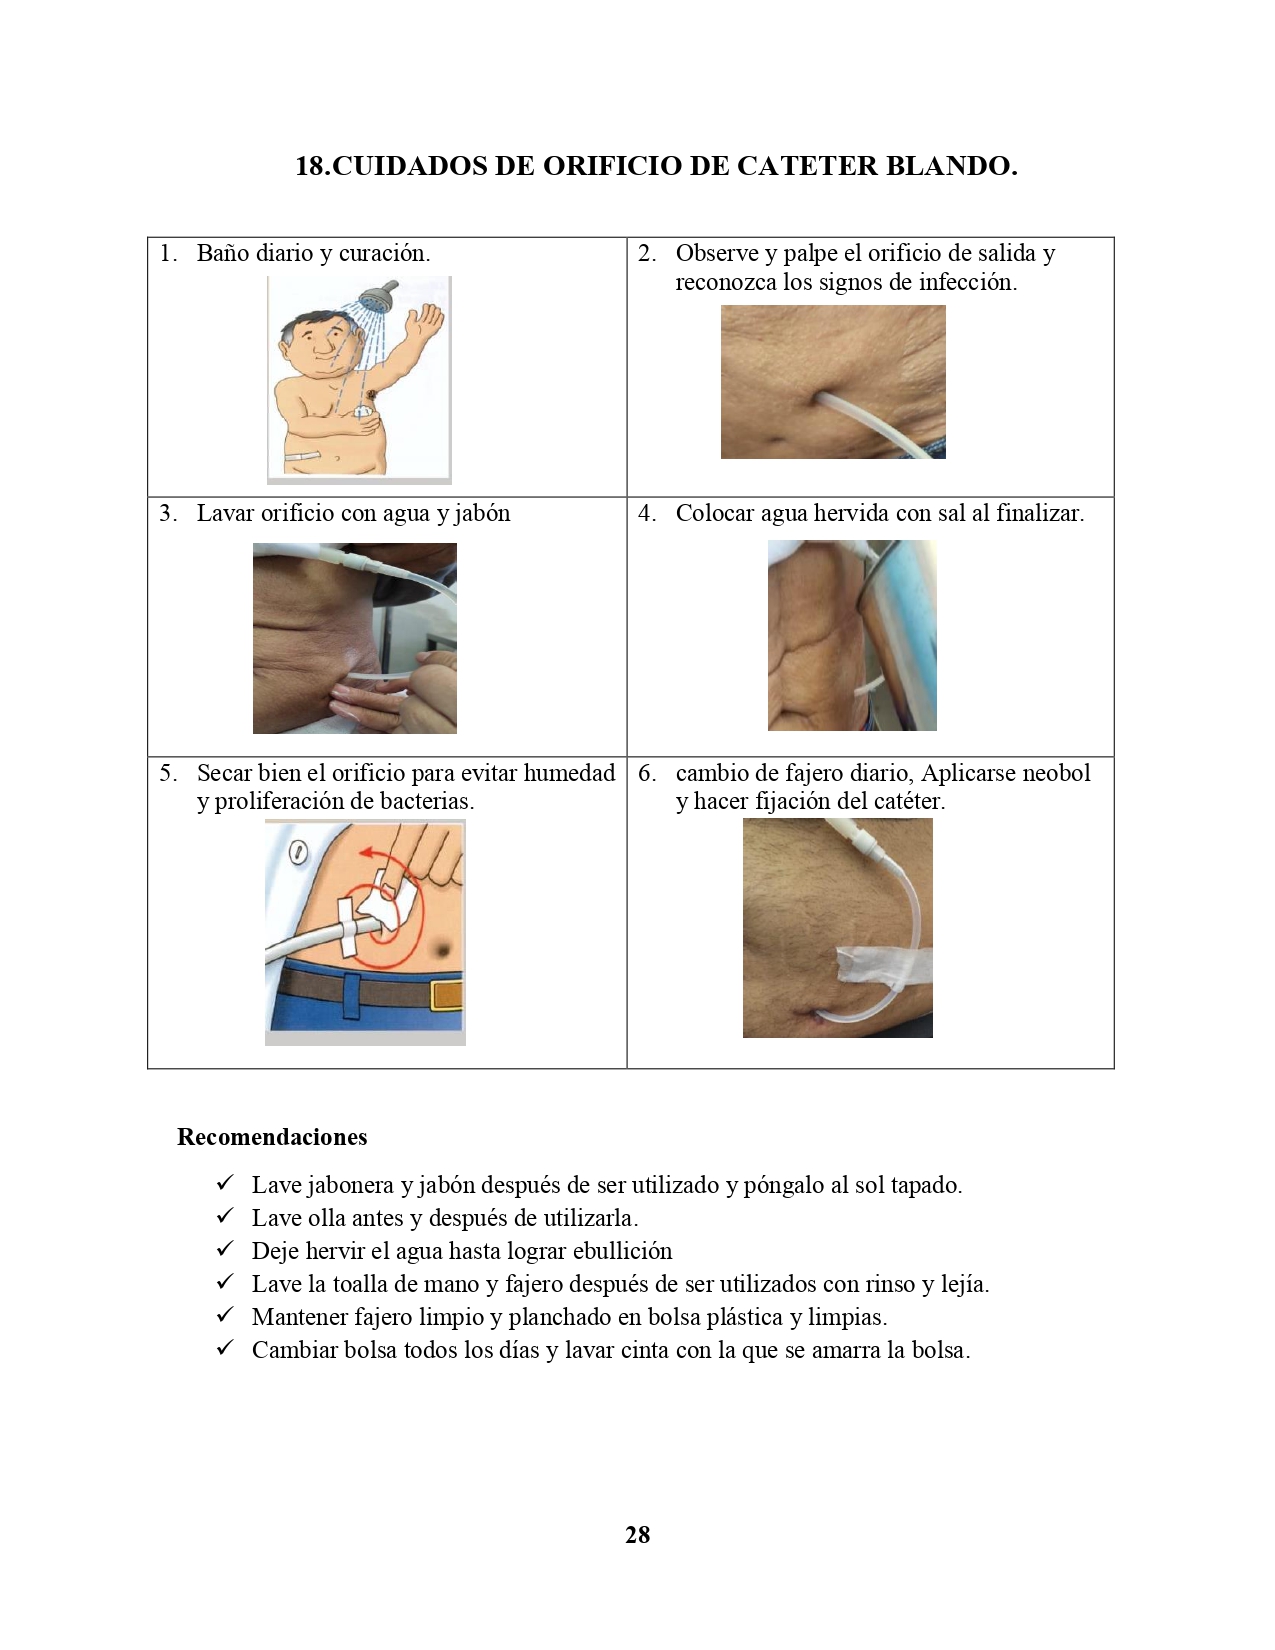 18.CUIDADOS DE ORIFICIO DE CATETER BLANDO.
1. Baño diario y curación.
2. Observe y palpe el orificio de salida y
reconozca los signos de infección.
3. Lavar orificio con agua y jabón
4. Colocar agua hervida con sal al finalizar.
5. Secar bien el orificio para evitar humedad
y proliferación de bacterias.
6. cambio de fajero diario, Aplicarse neobol
y hacer fijación del catéter.
Recomendaciones
✓ Lave jabonera y jabón después de ser utilizado y póngalo al sol tapado.
✓ Lave olla antes y después de utilizarla.
✓ Deje hervir el agua hasta lograr ebullición
✓ Lave la toalla de mano y fajero después de ser utilizados con rinso y lejía.
✓ Mantener fajero limpio y planchado en bolsa plástica y limpias.
✓ Cambiar bolsa todos los días y lavar cinta con la que se amarra la bolsa.
28